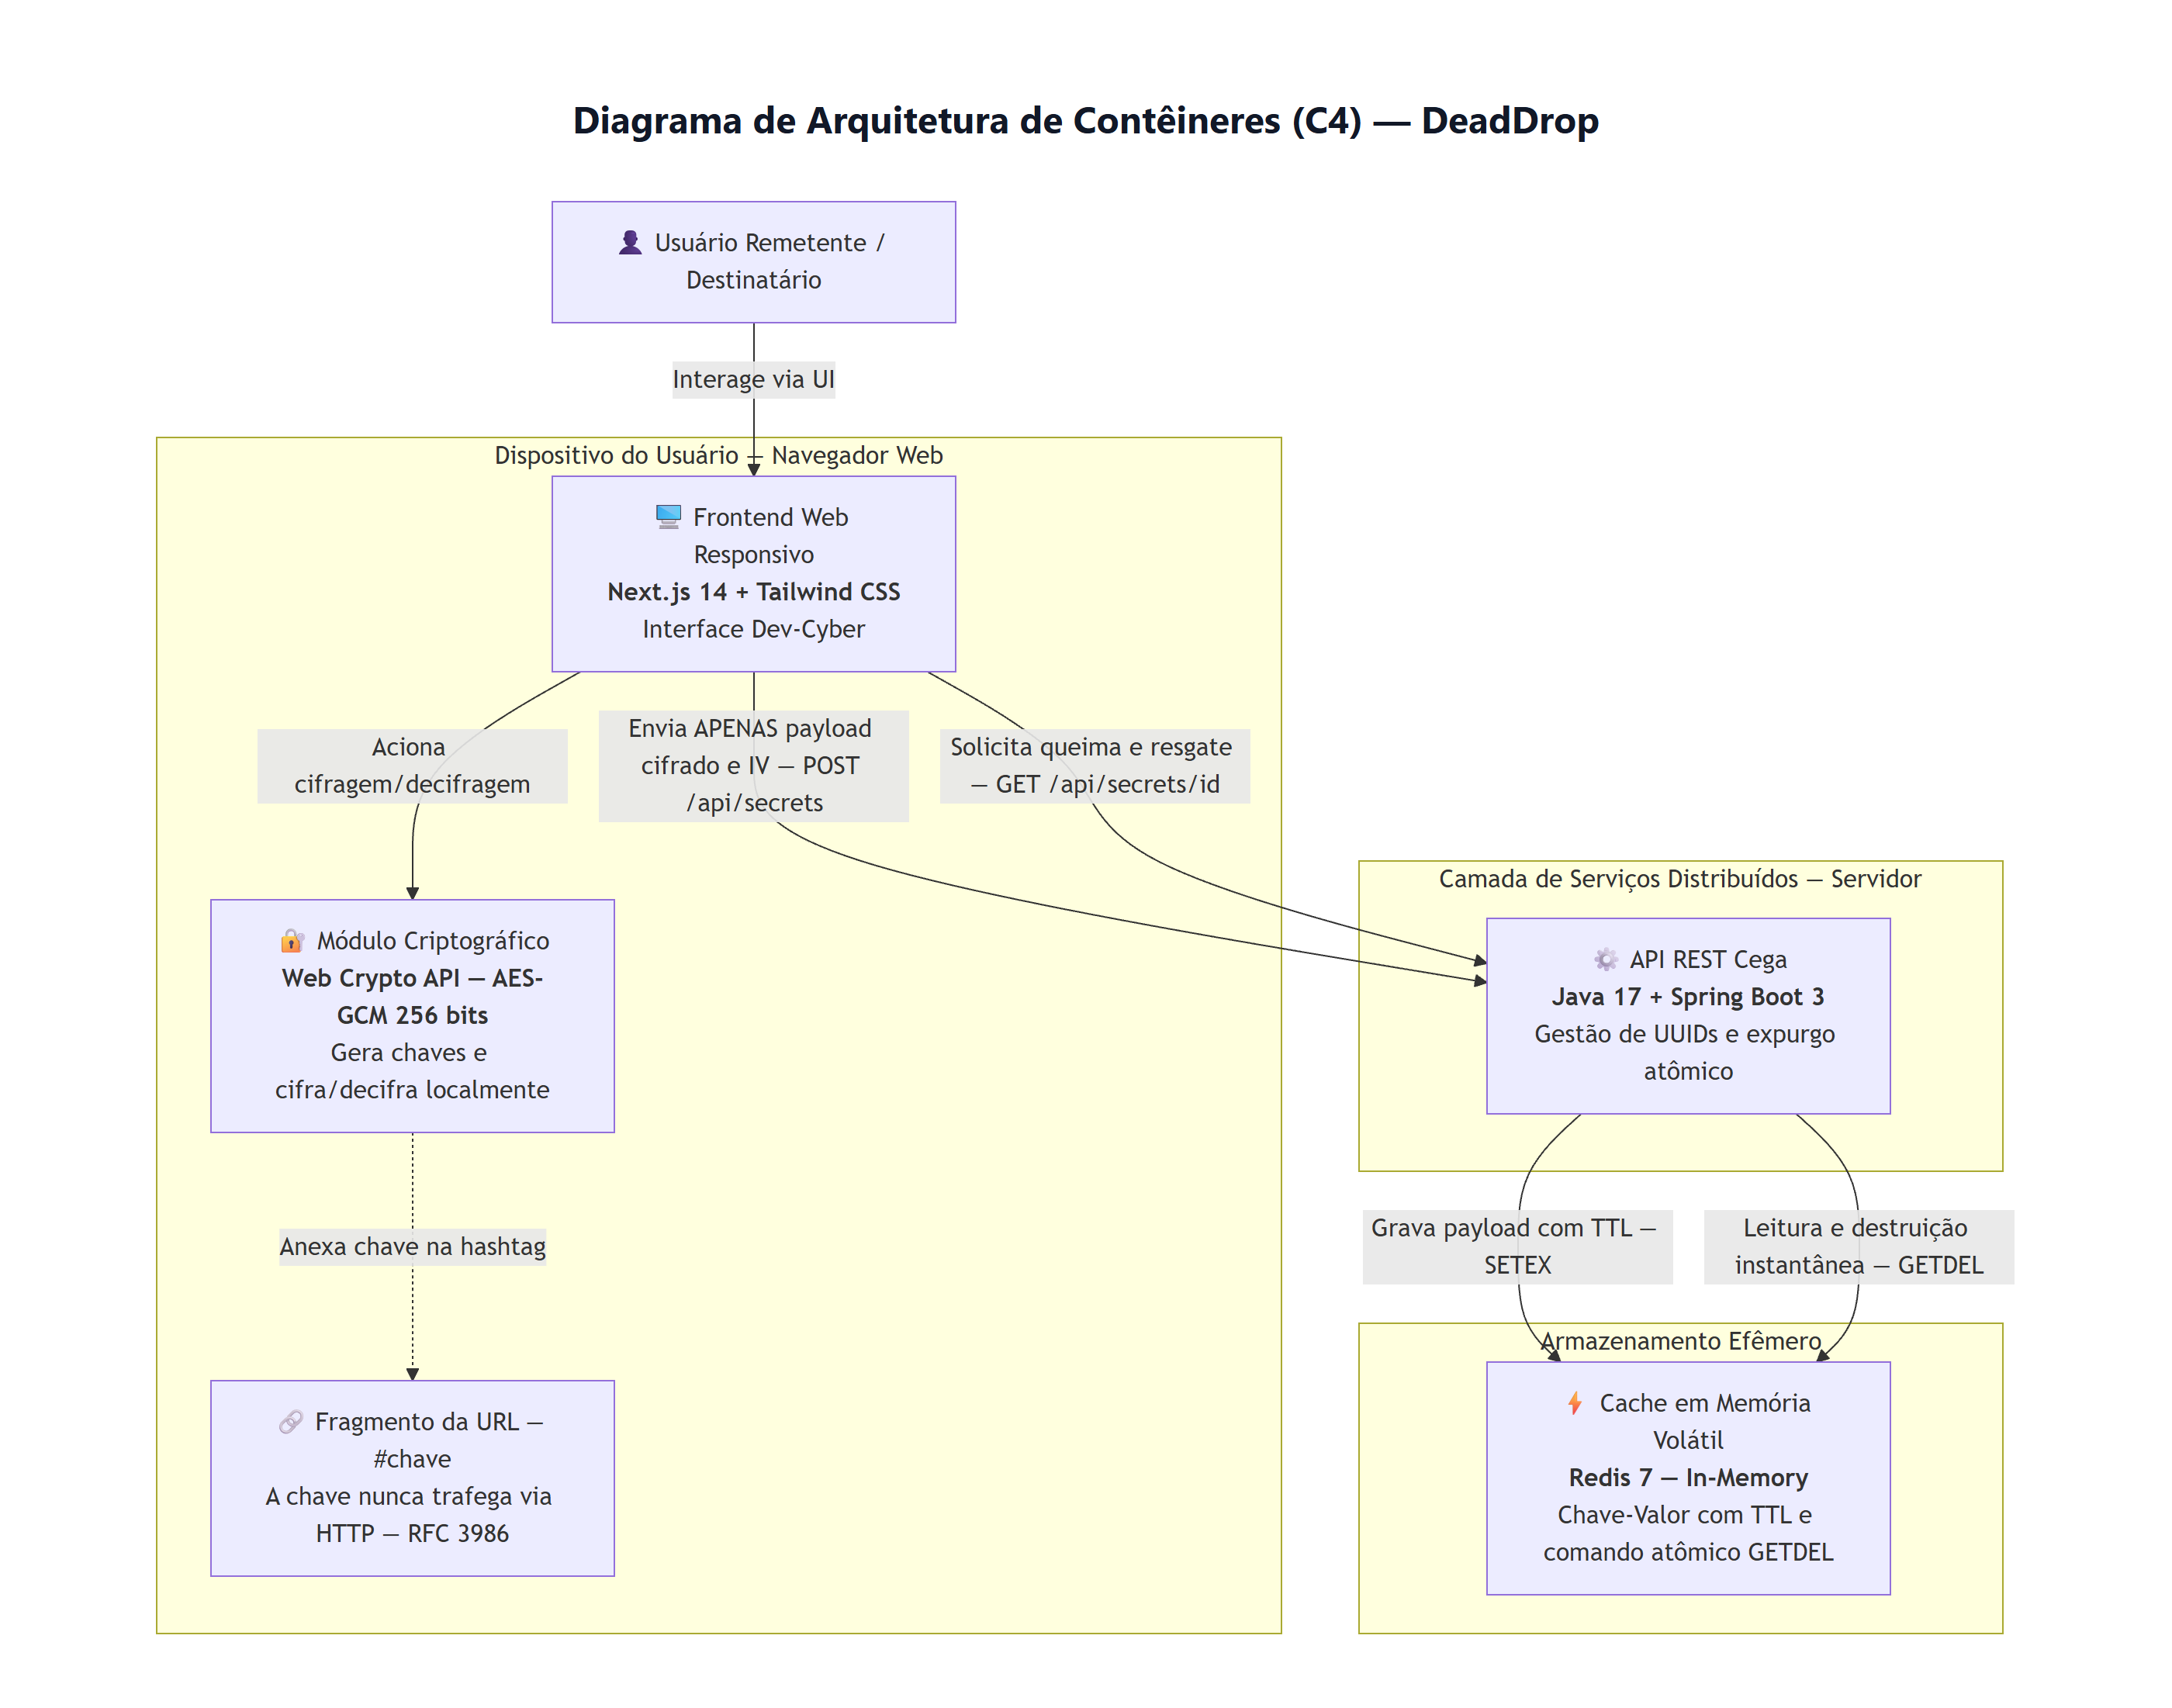 Diagrama de Arquitetura de Contêineres (C4) — DeadDrop
Usuário Remetente /
Destinatário
Interage via UI
Dispositivo do Usuário — Navegador Web
Frontend Web
Responsivo
Next.js 14 + Tailwind CSS
Interface Dev-Cyber
Aciona
cifragem/decifragem
Envia APENAS payload
cifrado e IV — POST
/api/secrets
Solicita queima e resgate
— GET /api/secrets/id
Módulo Criptográfico
Web Crypto API — AES-
GCM 256 bits
Gera chaves e
cifra/decifra localmente
Anexa chave na hashtag
Fragmento da URL —
#chave
A chave nunca trafega via
HTTP — RFC 3986
Camada de Serviços Distribuídos — Servidor
API REST Cega
Java 17 + Spring Boot 3
Gestão de UUIDs e expurgo
atômico
Grava payload com TTL —
SETEX
Leitura e destruição
instantânea — GETDEL
Armazenamento Efêmero
Cache em Memória
Volátil
Redis 7 — In-Memory
Chave-Valor com TTL e
comando atômico GETDEL